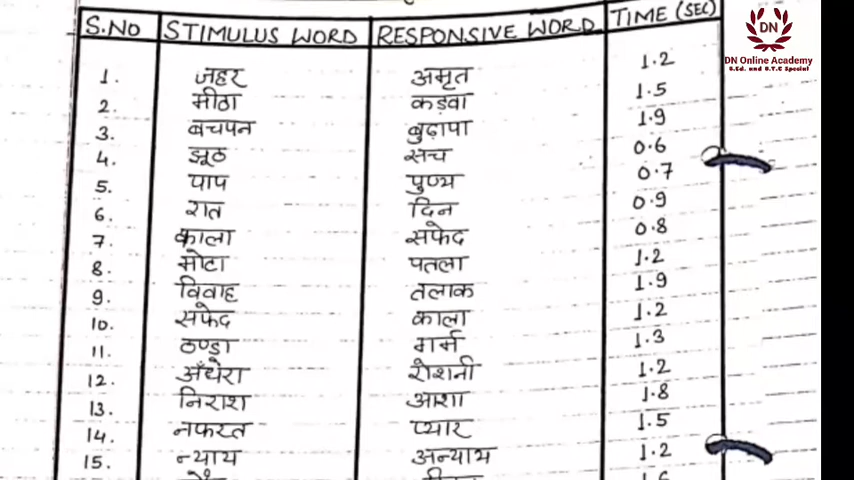 S.NO STIMULUS WORD RESPONSIVE WORD TIME (SEC)
DN
DN Online Academy
B.Ed. and B.T.C Special
1. जहर अमृत 1.2
2. मीठा कड़वा 1.5
3. बचपन बुढ़ापा 1.9
4. झूठ सच 0.6
5. पाप पुण्य 0.7
6. रात दिन 0.9
7. काला सफेद 0.8
8. मोटा पतला 1.2
9. विवाह तलाक 1.9
10. सफेद काला 1.2
11. ठण्डा गर्म 1.3
12. अँधेरा रोशनी 1.2
13. निराश आशा 1.8
14. नफरत प्यार 1.5
15. न्याय अन्याय 1.2